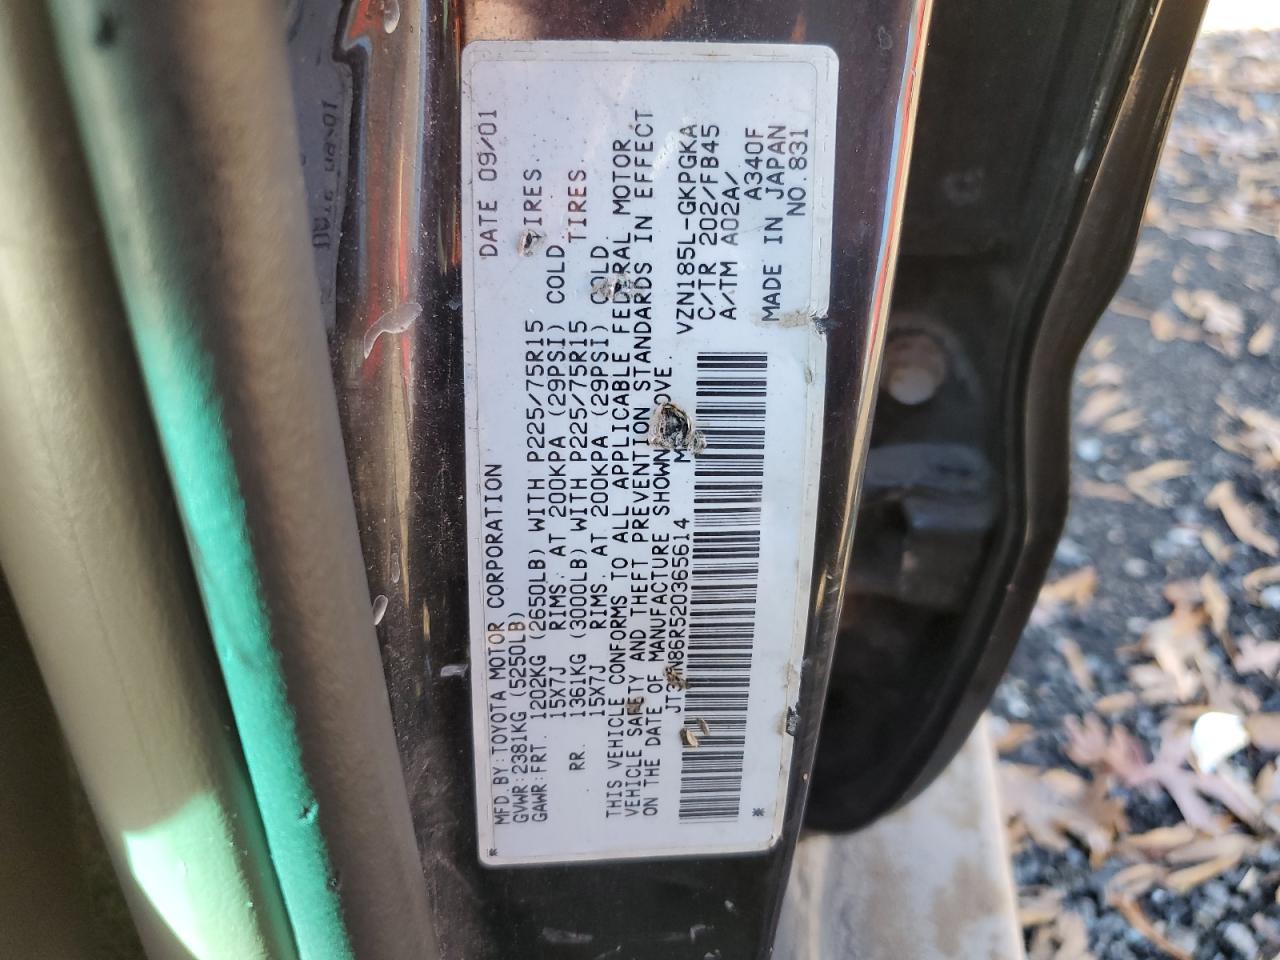 MFD.BY:TOYOTA MOTOR CORPORATION DATE 09/01
GVWR:2381KG (5250LB)
GAWR:FRT. 1202KG (2650LB) WITH P225/75R15 TIRES.
15X7J RIMS. AT 200KPA (29PSI) COLD
RR. 1361KG (3000LB) WITH P225/75R15 TIRES.
15X7J RIMS. AT 200KPA (29PSI) COLD
THIS VEHICLE CONFORMS TO ALL APPLICABLE FEDERAL MOTOR
VEHICLE SAFETY AND THEFT PREVENTION STANDARDS IN EFFECT
ON THE DATE OF MANUFACTURE SHOWN
VZN185L-GKPGKA
C/TR 202/FB45
A/TM A02A/ A340F
MADE IN JAPAN
NO.831